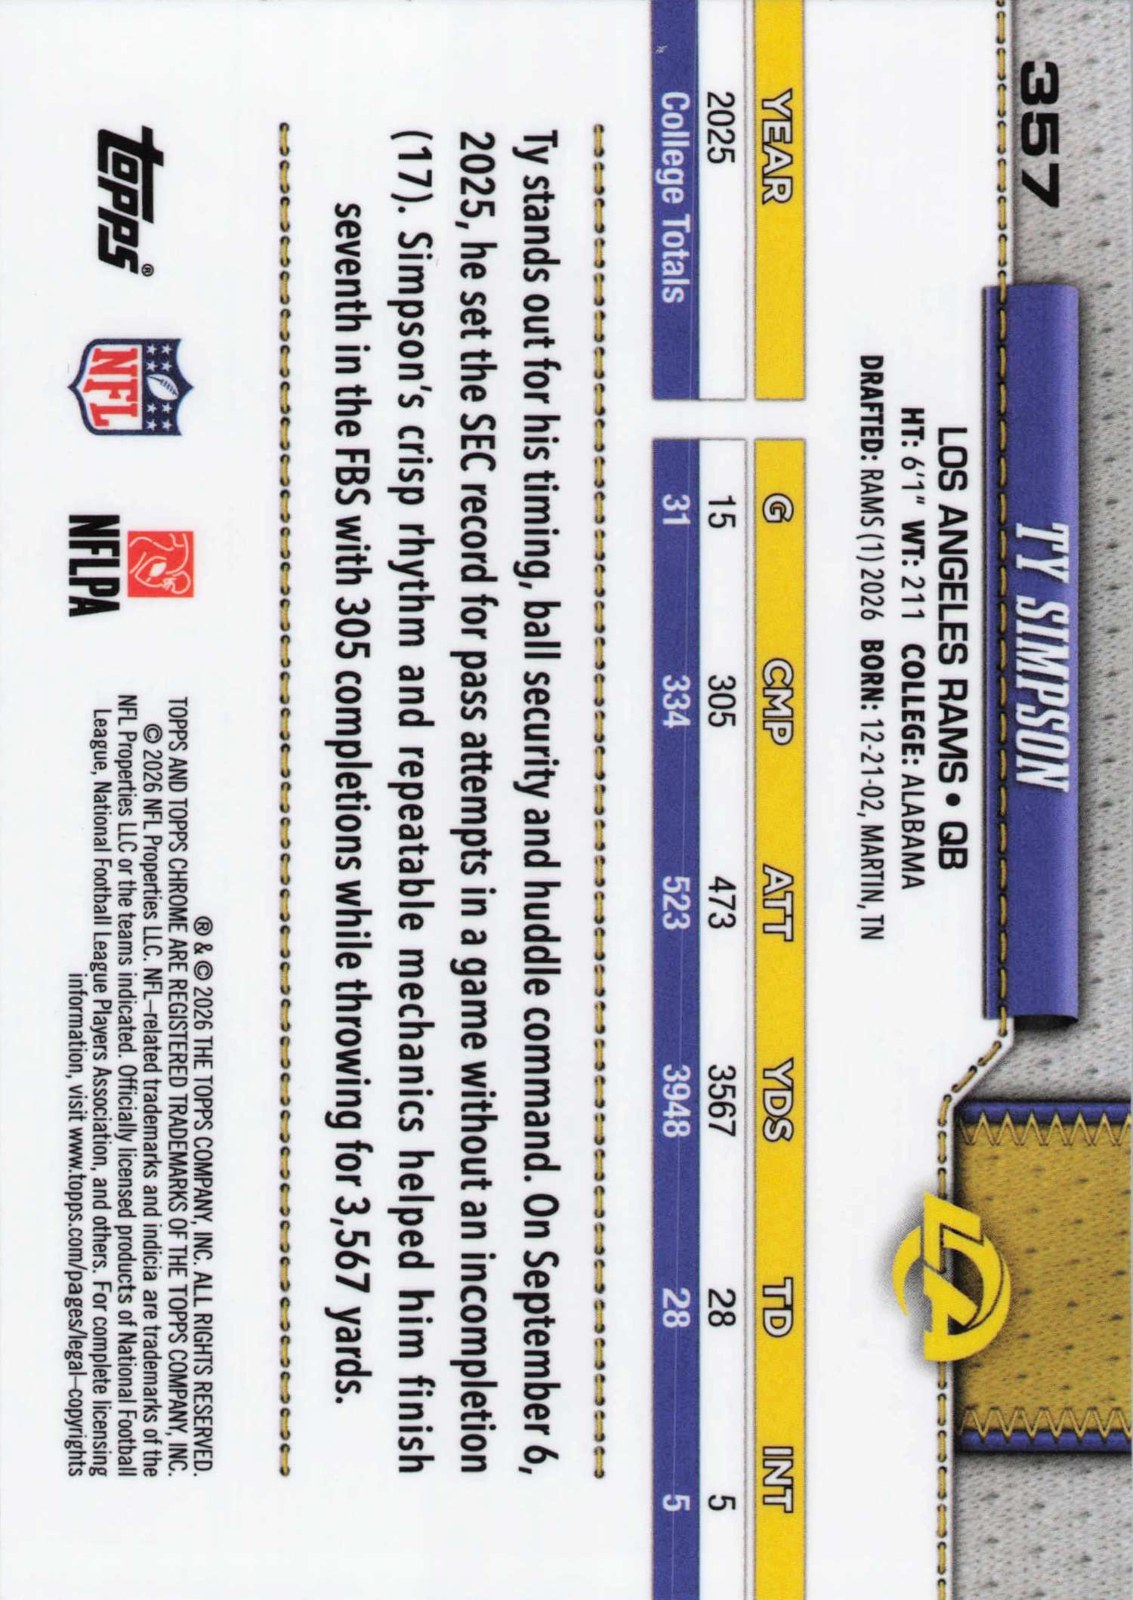 357
TY SIMPSON
LOS ANGELES RAMS • QB
HT: 6'1" WT: 211 COLLEGE: ALABAMA
DRAFTED: RAMS (1) 2026 BORN: 12-21-02, MARTIN, TN
LA
YEAR G CMP ATT YDS TD INT
2025 15 305 473 3567 28 5
College Totals 31 334 523 3948 28 5
Ty stands out for his timing, ball security and huddle command. On September 6,
2025, he set the SEC record for pass attempts in a game without an incompletion
(17). Simpson's crisp rhythm and repeatable mechanics helped him finish
seventh in the FBS with 305 completions while throwing for 3,567 yards.
topps®
NFL
NFLPA
® & © 2026 THE TOPPS COMPANY, INC. ALL RIGHTS RESERVED.
TOPPS AND TOPPS CHROME ARE REGISTERED TRADEMARKS OF THE TOPPS COMPANY, INC.
© 2026 NFL Properties LLC. NFL-related trademarks and indicia are trademarks of the
NFL Properties LLC or the teams indicated. Officially licensed products of National Football
League, National Football League Players Association, and others. For complete licensing
information, visit www.topps.com/pages/legal-copyrights